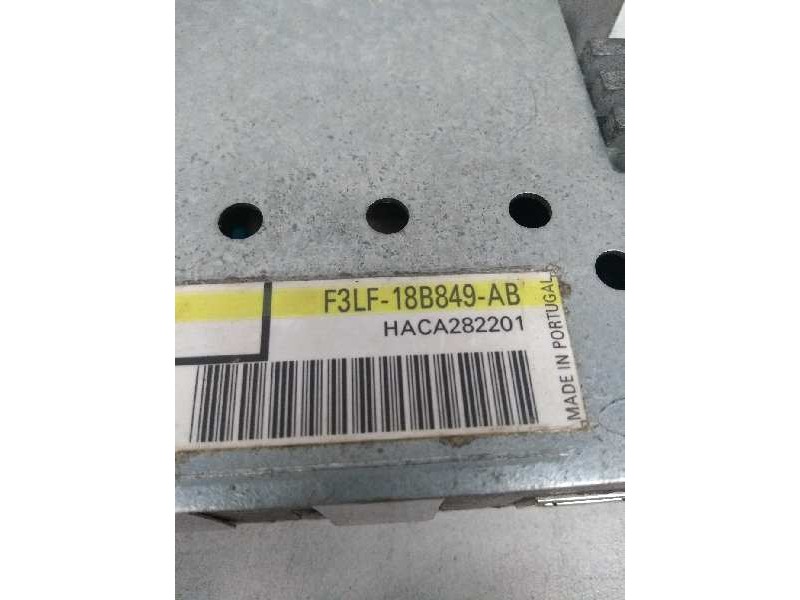 F3LF-18B849-AB
HACA282201
MADE IN PORTUGAL